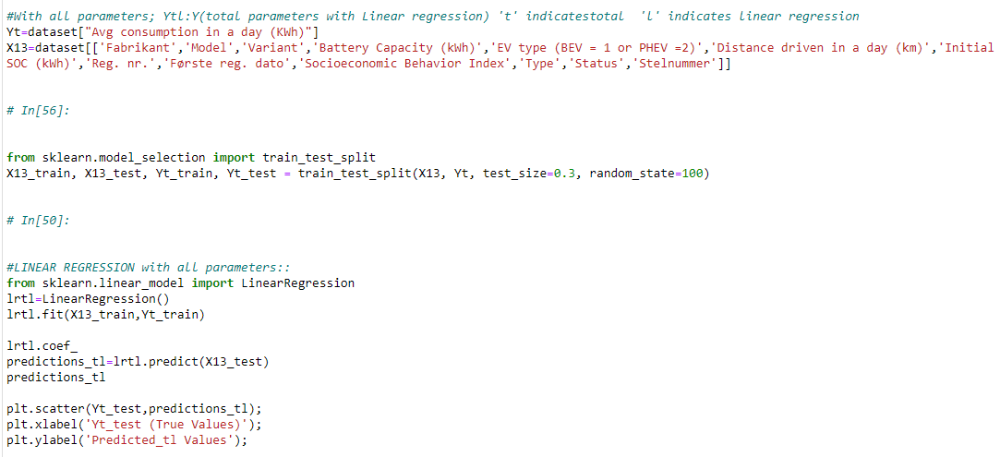 #With all parameters; Ytl:Y(total parameters with Linear regression) 't' indicatestotal  'l' indicates linear regression
Yt=dataset["Avg consumption in a day (KWh)"]
X13=dataset[['Fabrikant','Model','Variant','Battery Capacity (kWh)','EV type (BEV = 1 or PHEV =2)','Distance driven in a day (km)','Initial
SOC (kWh)','Reg. nr.','Første reg. dato','Socioeconomic Behavior Index','Type','Status','Stelnummer']]
# In[56]:
from sklearn.model_selection import train_test_split
X13_train, X13_test, Yt_train, Yt_test = train_test_split(X13, Yt, test_size=0.3, random_state=100)
# In[50]:
#LINEAR REGRESSION with all parameters::
from sklearn.linear_model import LinearRegression
lrtl=LinearRegression()
lrtl.fit(X13_train,Yt_train)
lrtl.coef_
predictions_tl=lrtl.predict(X13_test)
predictions_tl
plt.scatter(Yt_test,predictions_tl);
plt.xlabel('Yt_test (True Values)');
plt.ylabel('Predicted_tl Values');